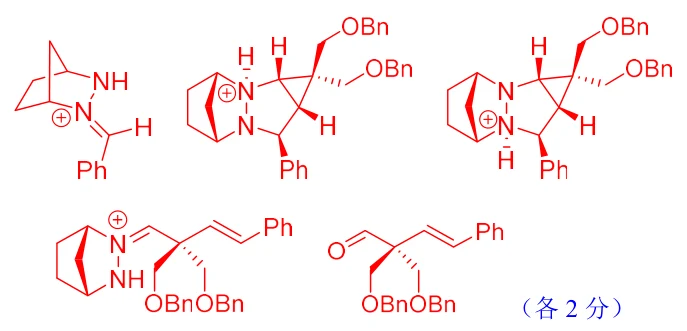 OBn
H H
NH N OBn
⊕ N H N H
Ph Ph
OBn
H
N OBn
⊕ N H
H Ph
⊕
N Ph
NH
OBn OBn
O Ph
OBn OBn
（各 2 分）